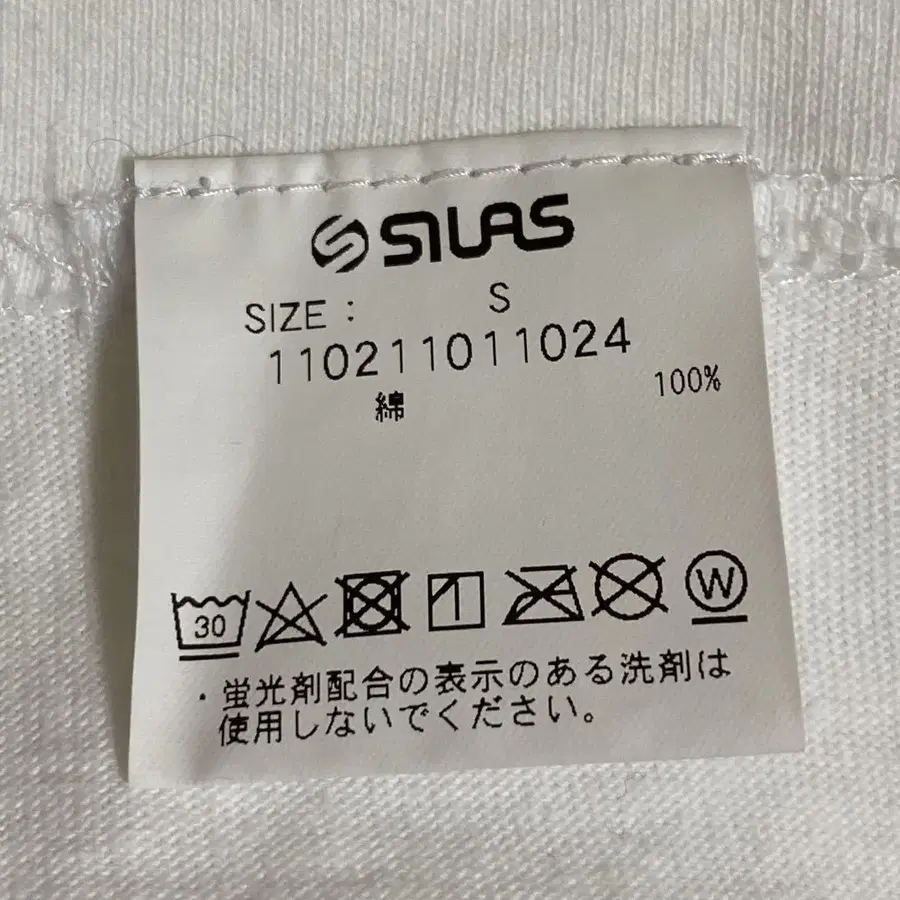 SILAS
SIZE : S
110211011024
綿 100%
30 W
・蛍光剤配合の表示のある洗剤は
使用しないでください。